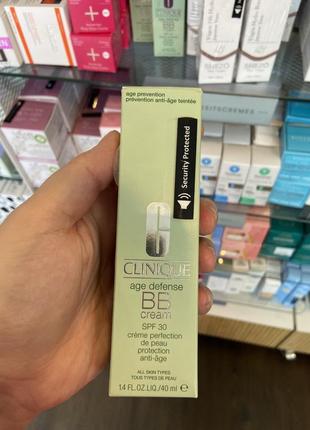 age prevention
prévention anti-âge teintée
Security Protected
CLINIQUE
age defense
BB
cream
SPF 30
crème perfection
de peau
protection
anti-âge
ALL SKIN TYPES
TOUS TYPES DE PEAU
1.4 FL.OZ.LIQ./40 ml ℮
CLINIQUE